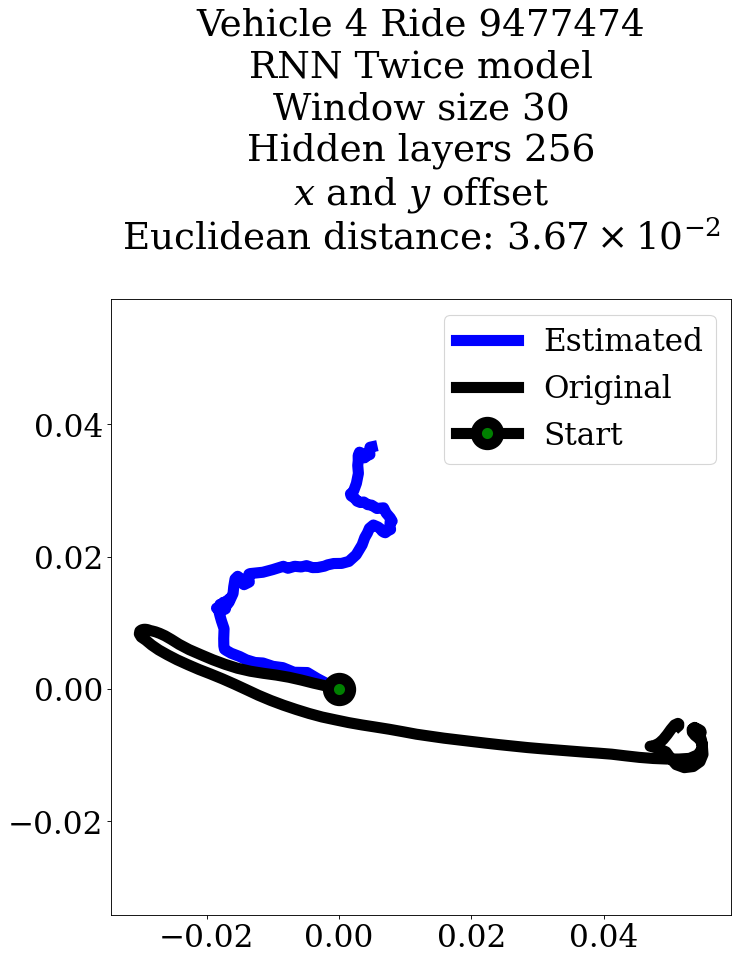 Vehicle 4 Ride 9477474
RNN Twice model
Window size 30
Hidden layers 256
x and y offset
Euclidean distance: 3.67 × 10⁻²
Estimated
Original
Start
0.04
0.02
0.00
−0.02
−0.02 0.00 0.02 0.04